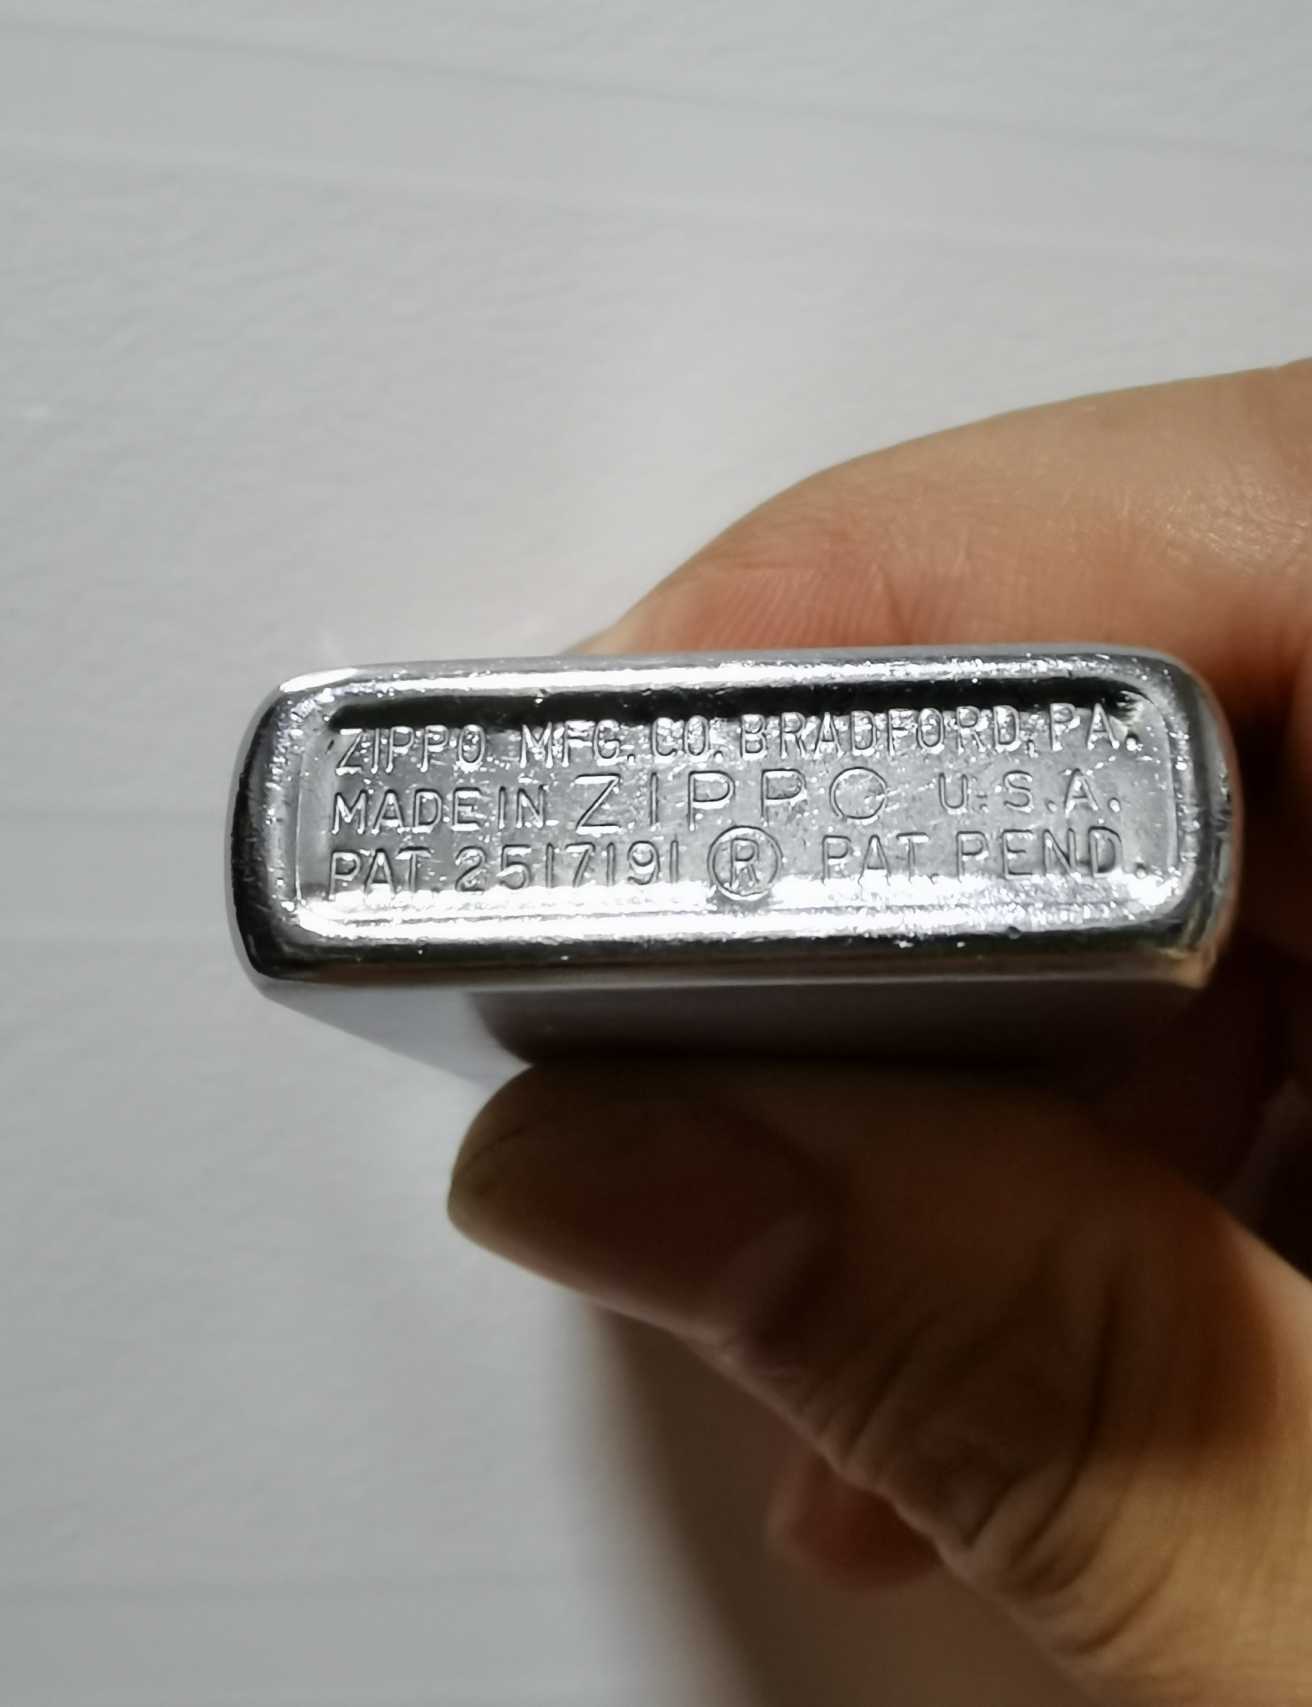 ZIPPO MFG. CO. BRADFORD, PA.
MADE IN ZIPPO U.S.A.
PAT. 2517191 ® PAT. PEND.